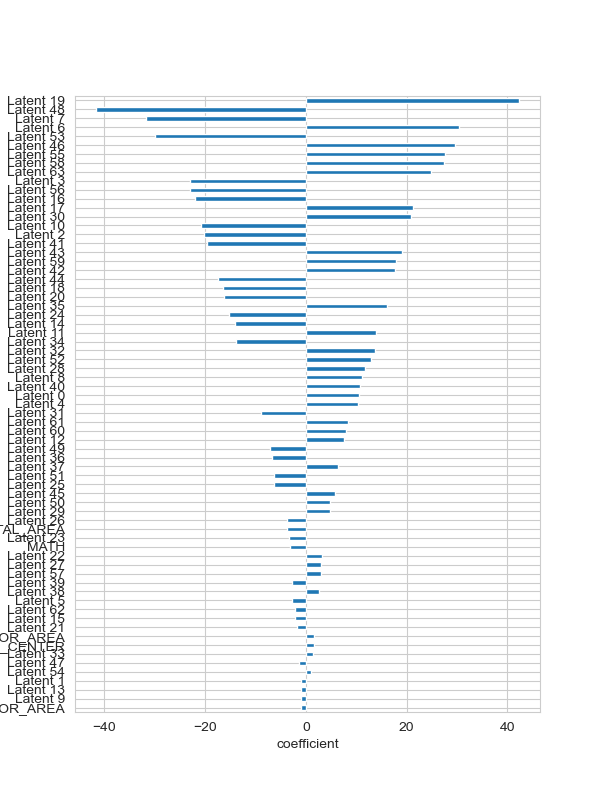 Latent 19
Latent 48
Latent 7
Latent 6
Latent 53
Latent 46
Latent 55
Latent 58
Latent 63
Latent 3
Latent 56
Latent 16
Latent 17
Latent 30
Latent 10
Latent 2
Latent 41
Latent 43
Latent 59
Latent 42
Latent 44
Latent 18
Latent 20
Latent 35
Latent 24
Latent 14
Latent 11
Latent 34
Latent 32
Latent 52
Latent 28
Latent 8
Latent 40
Latent 0
Latent 4
Latent 31
Latent 61
Latent 60
Latent 12
Latent 49
Latent 36
Latent 37
Latent 51
Latent 25
Latent 45
Latent 50
Latent 29
Latent 26
TAL_AREA
Latent 23
MATH
Latent 22
Latent 27
Latent 57
Latent 39
Latent 38
Latent 5
Latent 62
Latent 15
Latent 21
OR_AREA
_CENTER
Latent 33
Latent 47
Latent 54
Latent 1
Latent 13
Latent 9
OR_AREA
−40 −20 0 20 40
coefficient